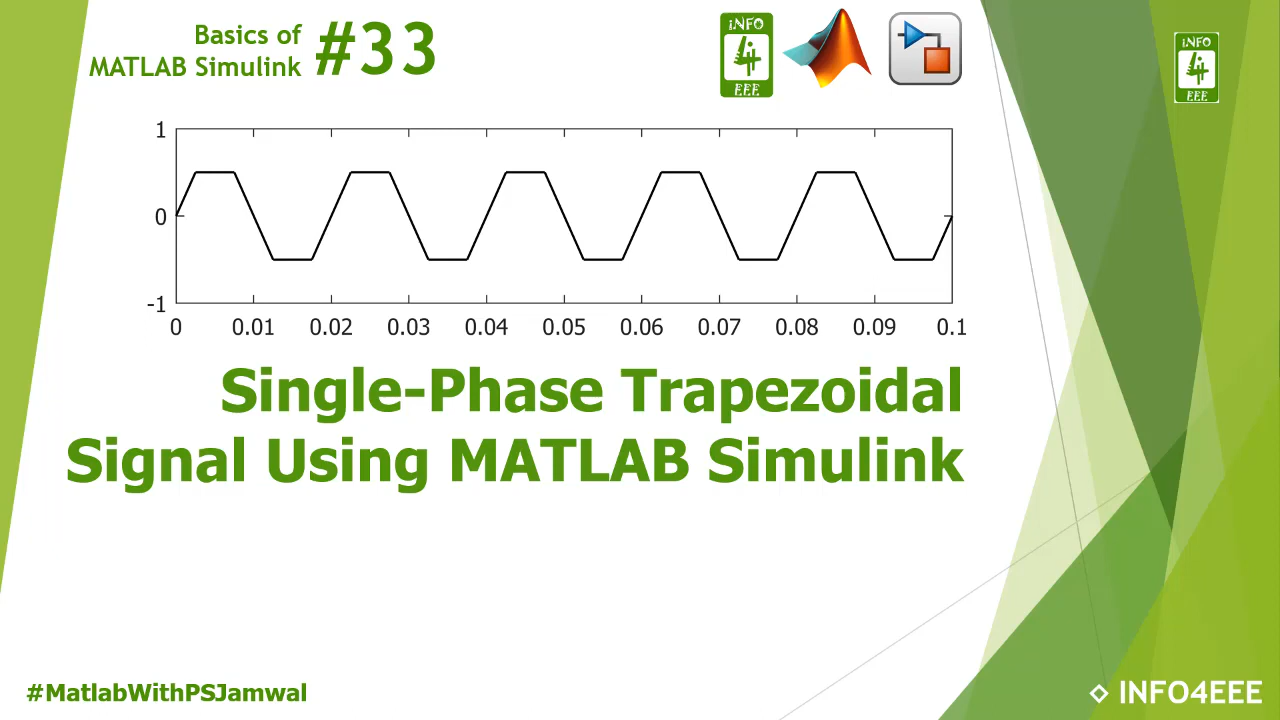 Basics of
MATLAB Simulink
#33
iNFO
4
EEE
iNFO
4
EEE
1
0
-1
0 0.01 0.02 0.03 0.04 0.05 0.06 0.07 0.08 0.09 0.1
Single-Phase Trapezoidal
Signal Using MATLAB Simulink
#MatlabWithPSJamwal
INFO4EEE